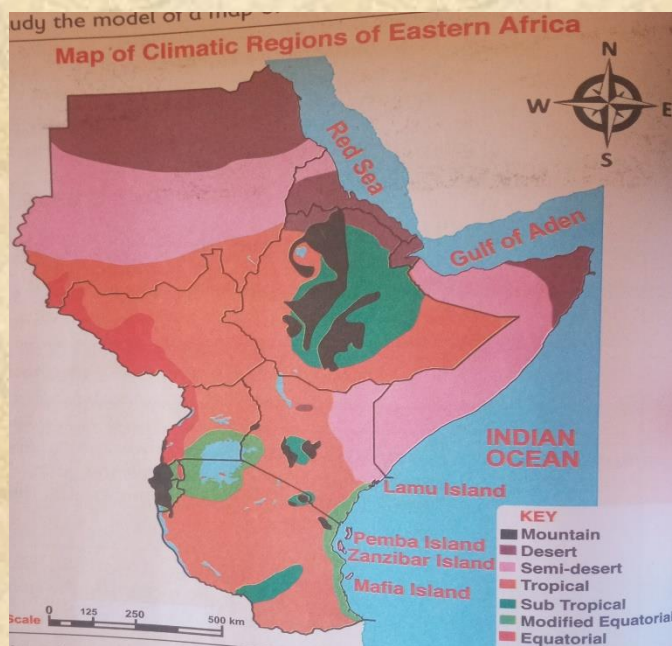 udy the model of a map
Map of Climatic Regions of Eastern Africa
N
W E
S
Red Sea
Gulf of Aden
INDIAN
OCEAN
Lamu Island
Pemba Island
Zanzibar Island
Mafia Island
KEY
Mountain
Desert
Semi-desert
Tropical
Sub Tropical
Modified Equatorial
Equatorial
Scale 0 125 250 500 km